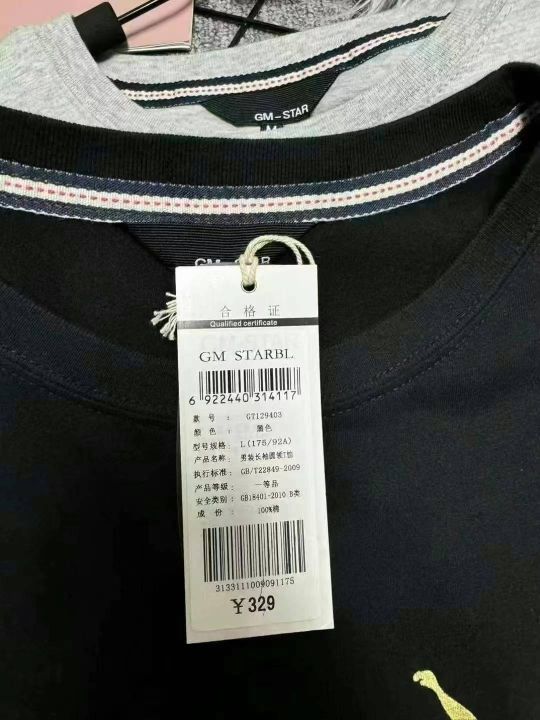 GM-STAR
M
合格证
Qualified certificate
GM STARBL
6 922440 314117
款 号 : GT129403
颜 色 : 黑色
型号规格: L(175/92A)
产品名称: 男装长袖圆领T恤
执行标准: GB/T22849-2009
产品等级: 一等品
安全类别: GB18401-2010 B类
成 份 : 100%棉
3133111009091175
¥329